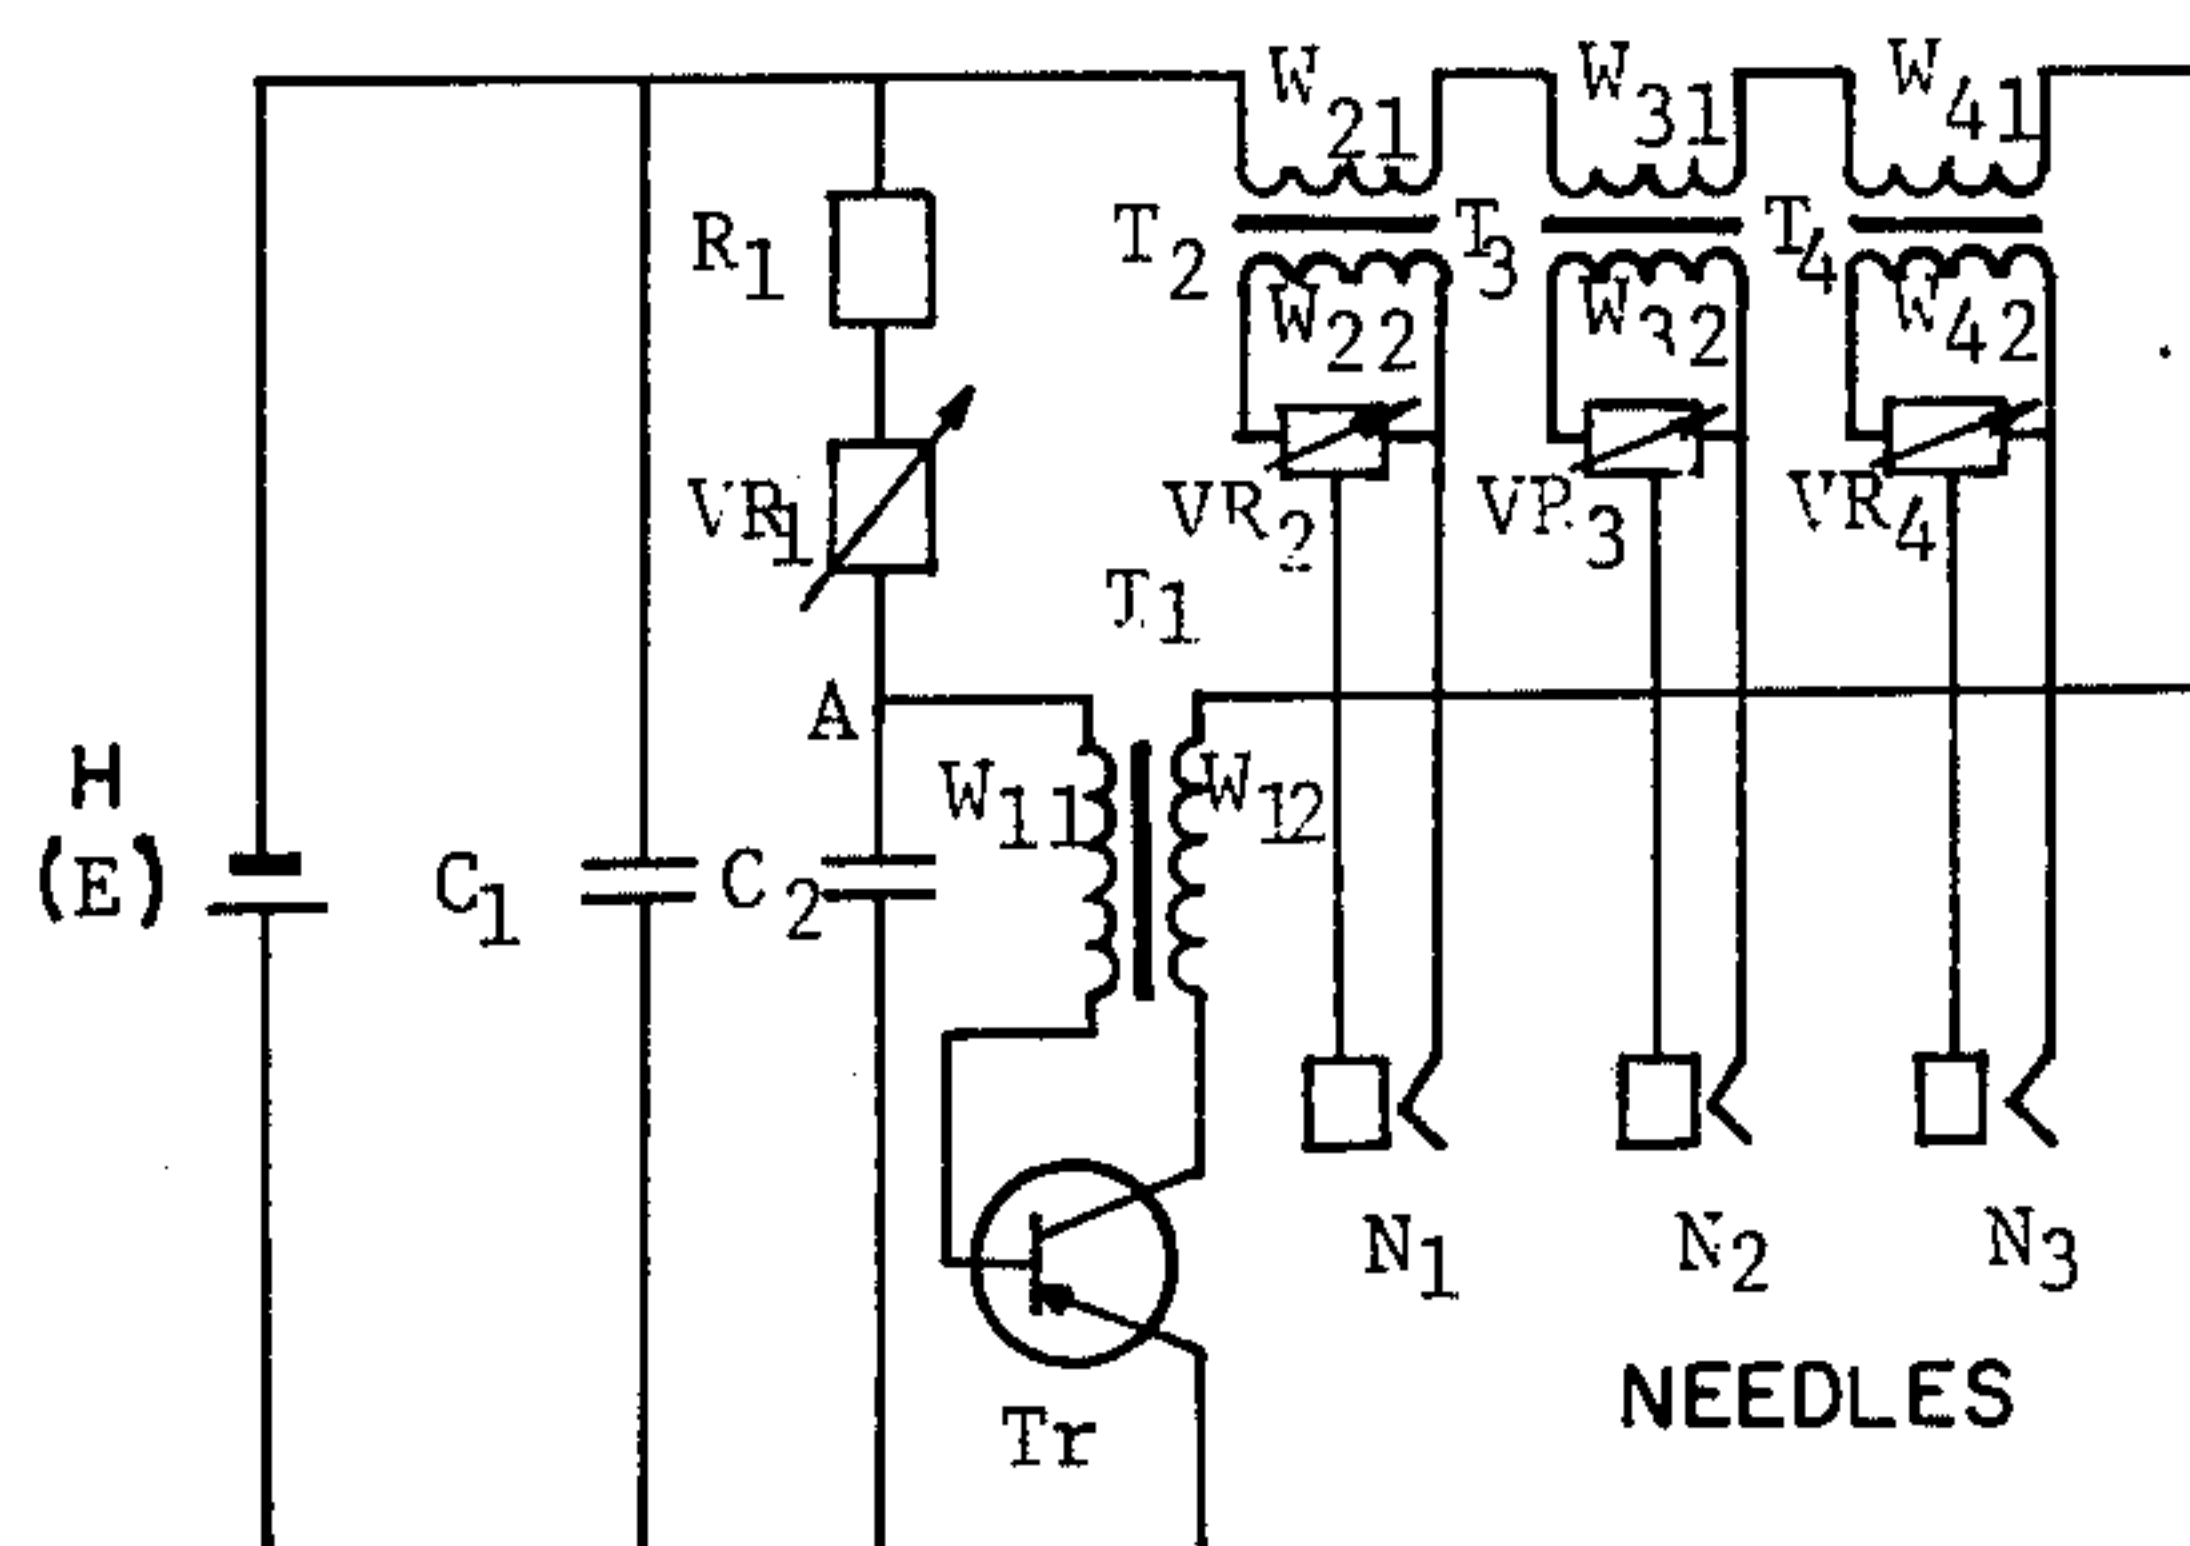 W21 W31 W41
R1 T2 T3 T4
W22 W32 W42
VR1 VR2 VR3 VR4
T1
A
H W11 W12
(E) C1 C2
N1 N2 N3
NEEDLES
Tr